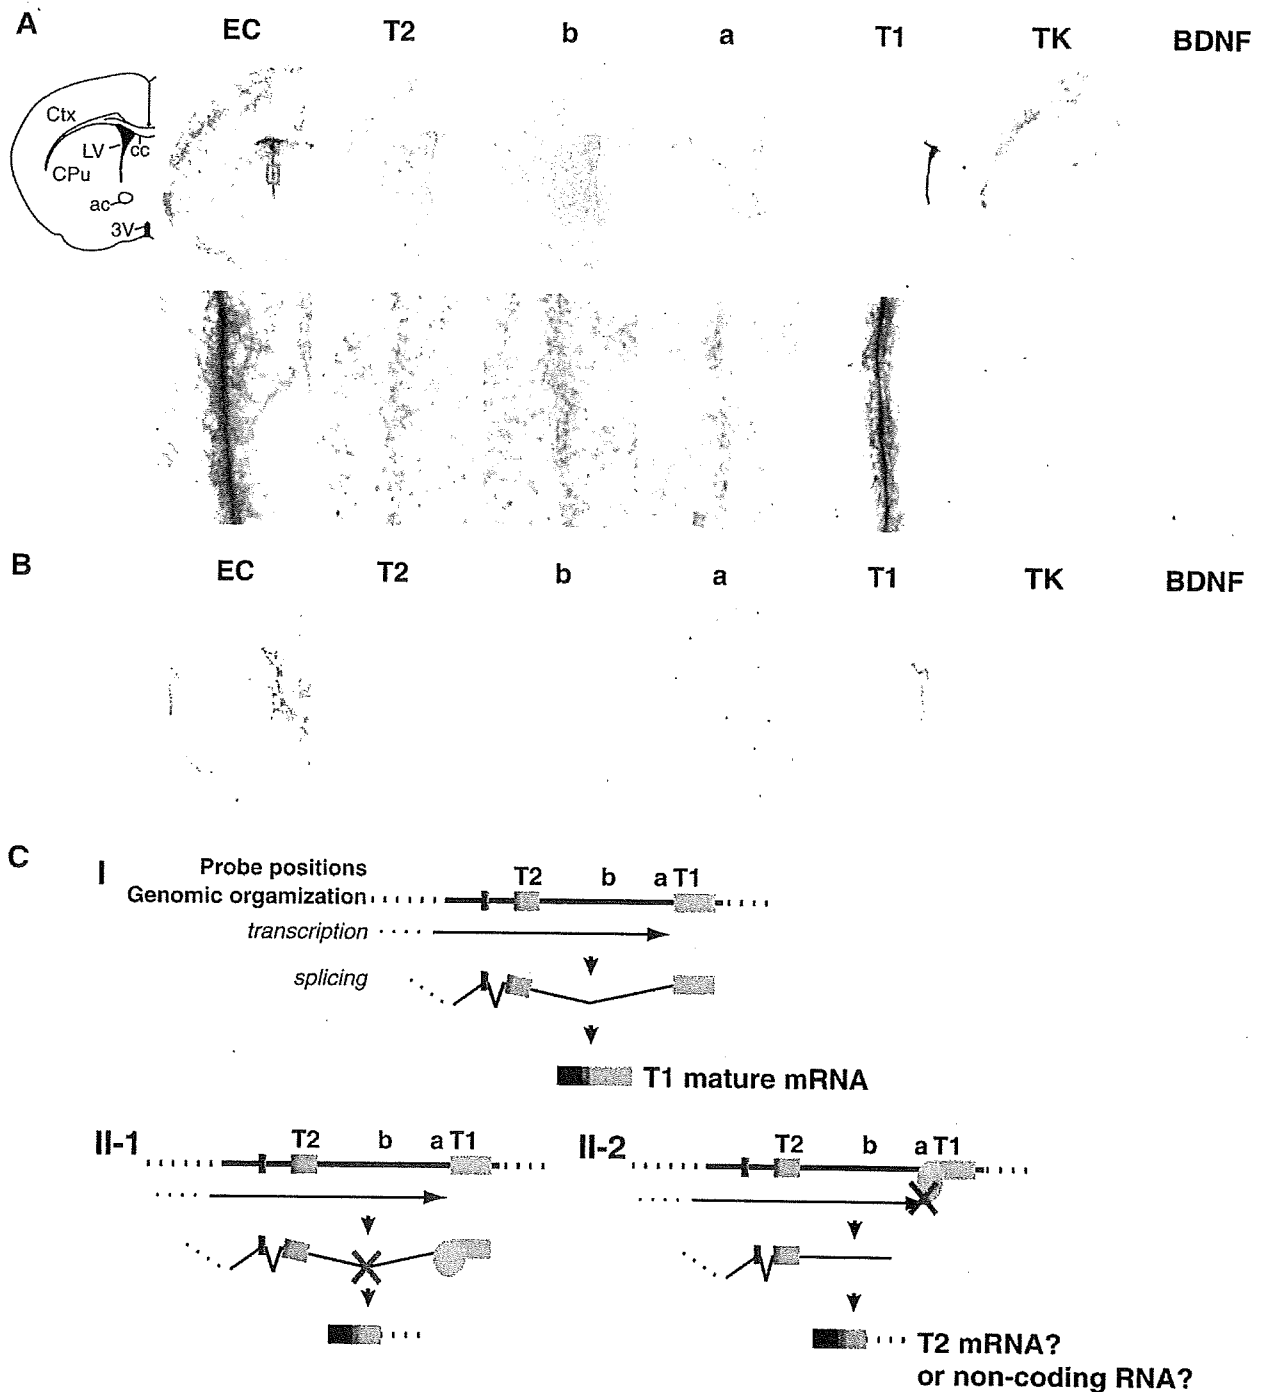 A
EC T2 b a T1 TK BDNF
Ctx
LV cc
CPu
ac
3V
B
EC T2 b a T1 TK BDNF
C
I
Probe positions T2 b a T1
Genomic orgamization
transcription
splicing
T1 mature mRNA
II-1 T2 b a T1
II-2 T2 b a T1
T2 mRNA?
or non-coding RNA?